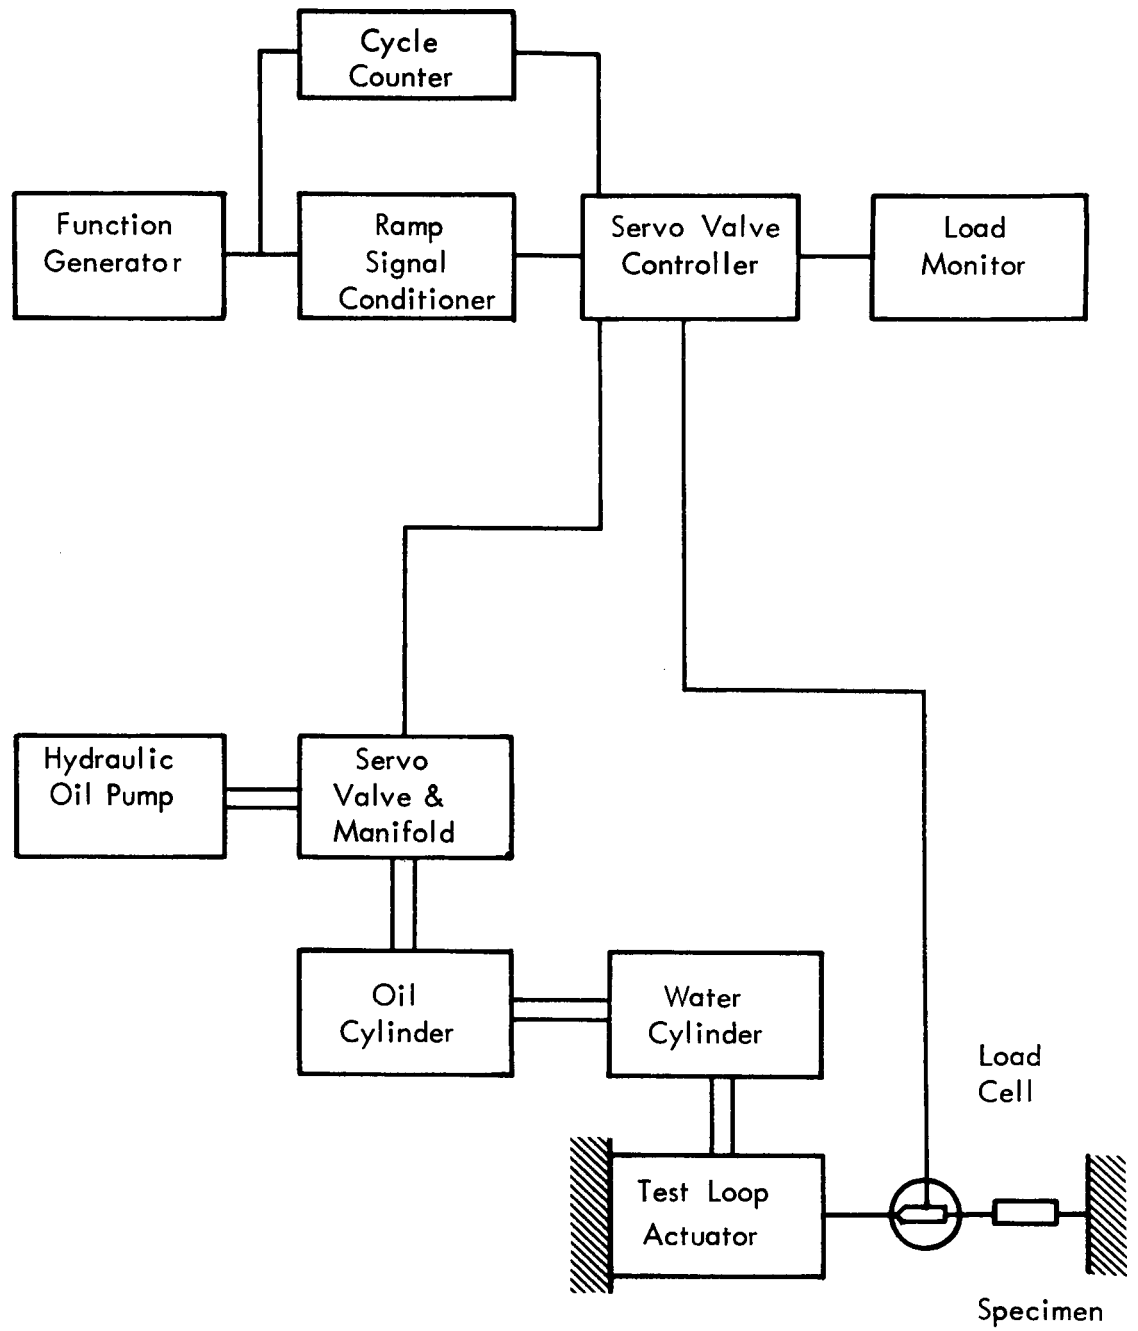 Cycle
Counter
Function
Generator
Ramp
Signal
Conditioner
Servo Valve
Controller
Load
Monitor
Hydraulic
Oil Pump
Servo
Valve &
Manifold
Oil
Cylinder
Water
Cylinder
Load
Cell
Test Loop
Actuator
Specimen